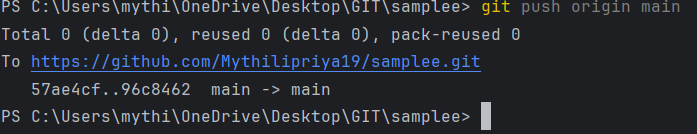 PS C:\Users\mythi\OneDrive\Desktop\GIT\samplee> git push origin main
Total 0 (delta 0), reused 0 (delta 0), pack-reused 0
To https://github.com/Mythilipriya19/samplee.git
   57ae4cf..96c8462  main -> main
PS C:\Users\mythi\OneDrive\Desktop\GIT\samplee>